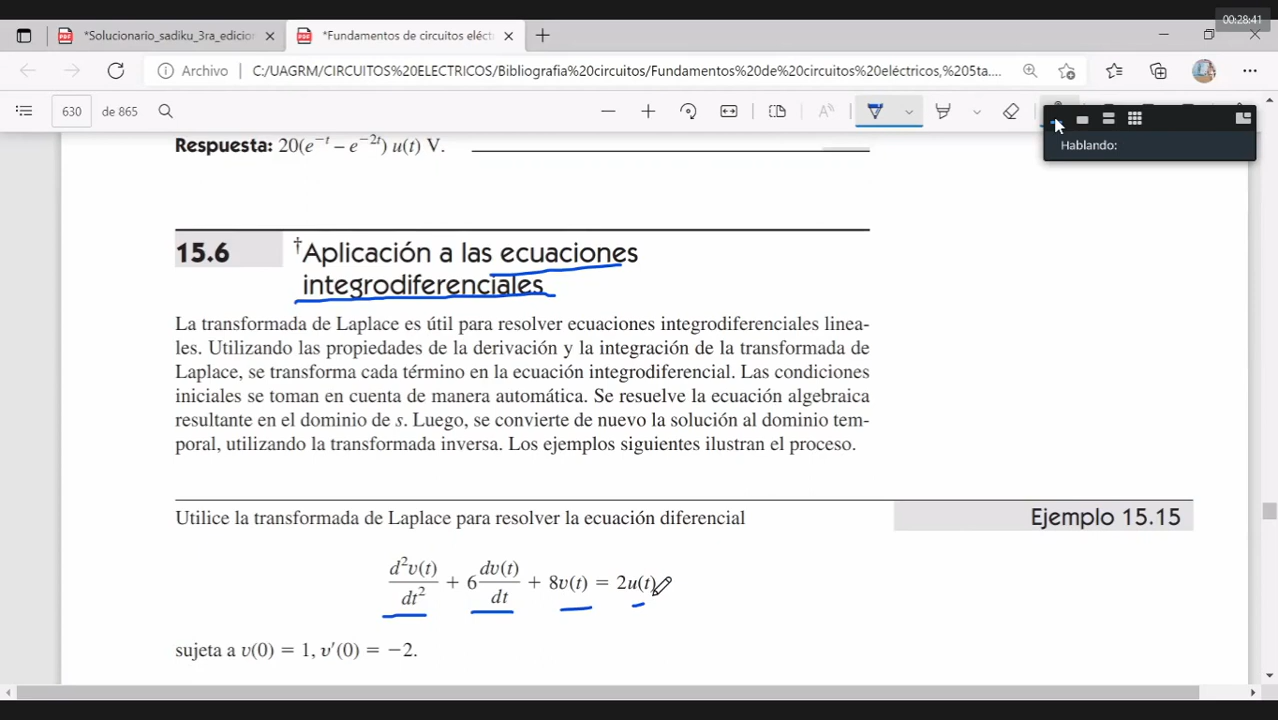 00:28:41
*Solucionario_sadiku_3ra_edicion
*Fundamentos de circuitos eléct
Archivo | C:/UAGRM/CIRCUITOS%20ELECTRICOS/Bibliografia%20circuitos/Fundamentos%20de%20circuitos%20eléctricos,%205ta....
630 de 865
Hablando:
Respuesta: 20(e^{-t} – e^{-2t}) u(t) V.
15.6 †Aplicación a las ecuaciones
integrodiferenciales
La transformada de Laplace es útil para resolver ecuaciones integrodiferenciales linea-
les. Utilizando las propiedades de la derivación y la integración de la transformada de
Laplace, se transforma cada término en la ecuación integrodiferencial. Las condiciones
iniciales se toman en cuenta de manera automática. Se resuelve la ecuación algebraica
resultante en el dominio de s. Luego, se convierte de nuevo la solución al dominio tem-
poral, utilizando la transformada inversa. Los ejemplos siguientes ilustran el proceso.
Utilice la transformada de Laplace para resolver la ecuación diferencial
Ejemplo 15.15
d²v(t)/dt² + 6 dv(t)/dt + 8v(t) = 2u(t)
sujeta a v(0) = 1, v′(0) = −2.